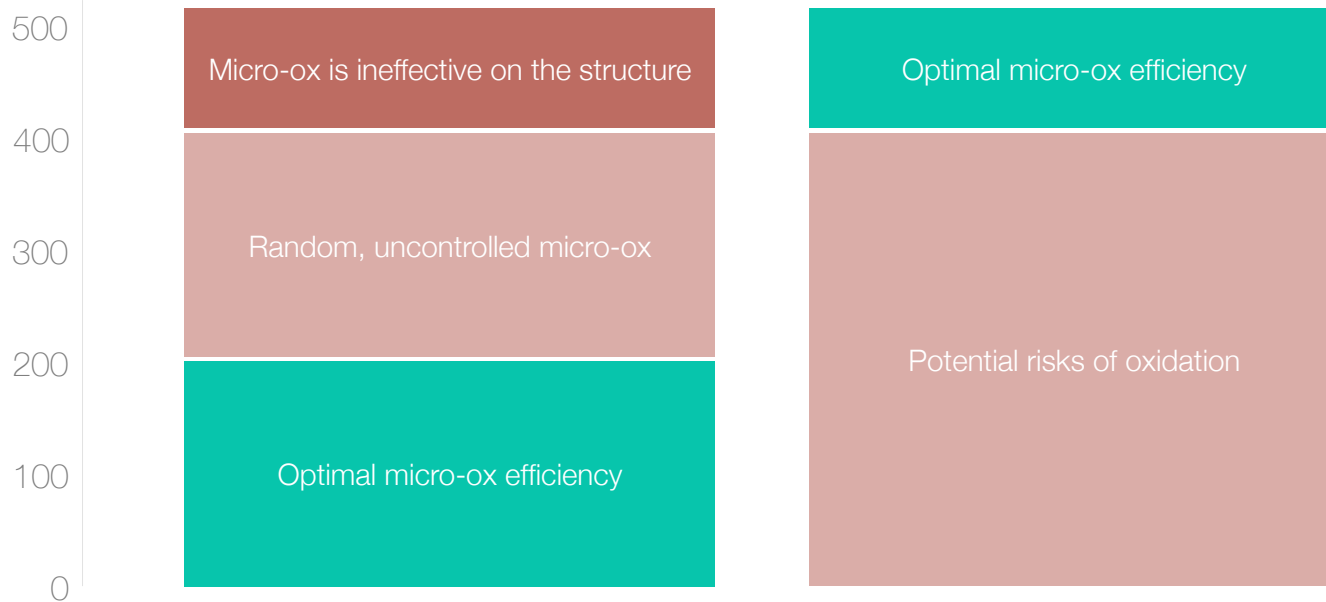 500
Micro-ox is ineffective on the structure
Optimal micro-ox efficiency
400
300
Random, uncontrolled micro-ox
200
Potential risks of oxidation
100
Optimal micro-ox efficiency
0